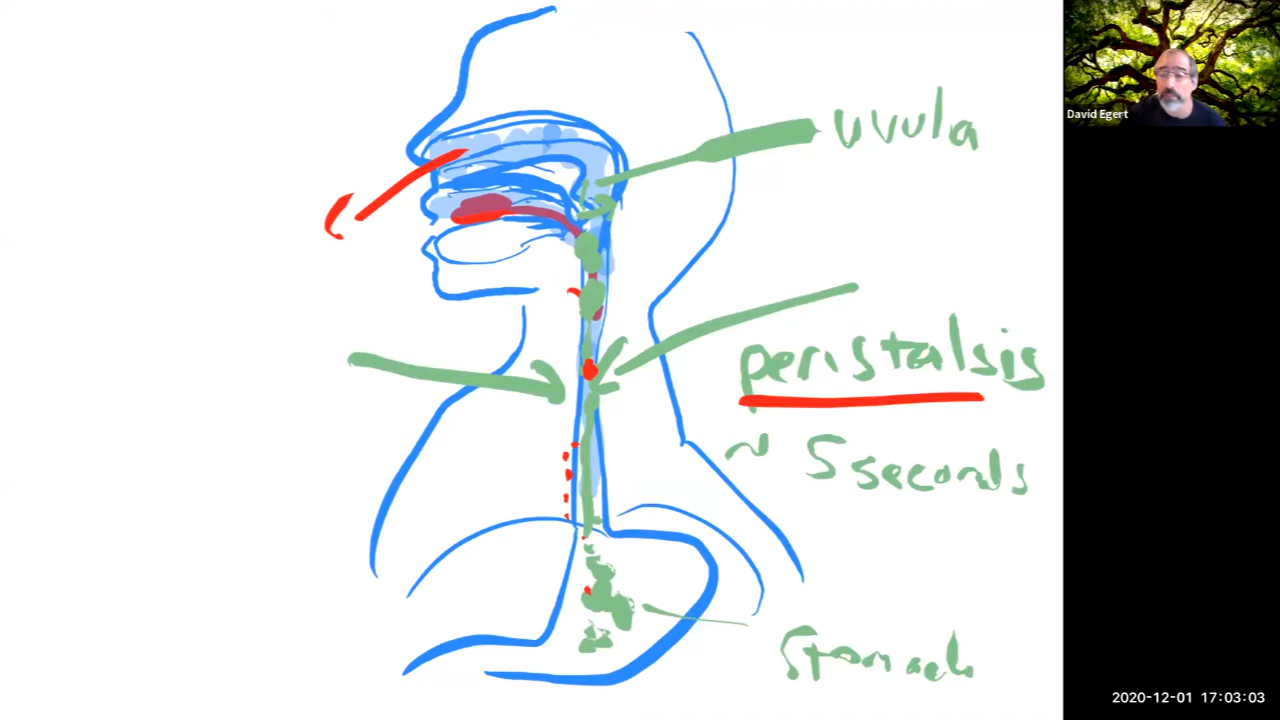 uvula
David Egert
peristalsis
~ 5 seconds
Stomach
2020-12-01 17:03:03